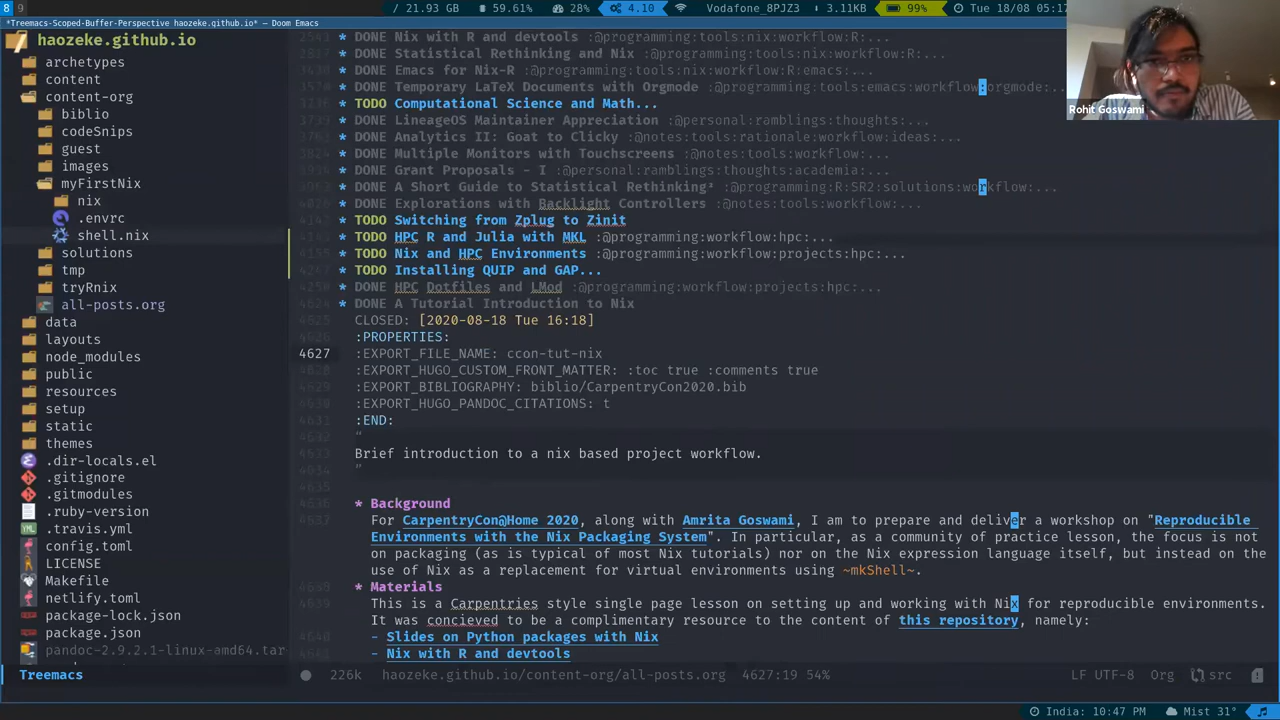 8 9 / 21.93 GB 59.61% 28% 4.10 Vodafone_8PJZ3 3.11KB 99% Tue 18/08 05:17
*Treemacs-Scoped-Buffer-Perspective haozeke.github.io* – Doom Emacs
haozeke.github.io
archetypes
content
content-org
biblio
codeSnips
guest
images
myFirstNix
nix
.envrc
shell.nix
solutions
tmp
tryRnix
all-posts.org
data
layouts
node_modules
public
resources
setup
static
themes
.dir-locals.el
.gitignore
.gitmodules
.ruby-version
.travis.yml
config.toml
LICENSE
Makefile
netlify.toml
package-lock.json
package.json
pandoc-2.9.2.1-linux-amd64.tar
* DONE Nix with R and devtools :@programming:tools:nix:workflow:R:...
* DONE Statistical Rethinking and Nix :@programming:tools:nix:workflow:R:...
* DONE Emacs for Nix-R :@programming:tools:nix:workflow:R:emacs:...
* DONE Temporary LaTeX Documents with Orgmode :@programming:tools:emacs:workflow:orgmode:...
* TODO Computational Science and Math...
* DONE LineageOS Maintainer Appreciation :@personal:ramblings:thoughts:...
* DONE Analytics II: Goat to Clicky :@notes:tools:rationale:workflow:ideas:...
* DONE Multiple Monitors with Touchscreens :@notes:tools:workflow:...
* DONE Grant Proposals - I :@personal:ramblings:thoughts:academia:...
* DONE A Short Guide to Statistical Rethinking² :@programming:R:SR2:solutions:workflow:...
* DONE Explorations with Backlight Controllers :@notes:tools:workflow:...
* TODO Switching from Zplug to Zinit
* TODO HPC R and Julia with MKL :@programming:workflow:hpc:...
* TODO Nix and HPC Environments :@programming:workflow:projects:hpc:...
* TODO Installing QUIP and GAP...
* DONE HPC Dotfiles and LMod :@programming:workflow:projects:hpc:...
* DONE A Tutorial Introduction to Nix
CLOSED: [2020-08-18 Tue 16:18]
:PROPERTIES:
4627 :EXPORT_FILE_NAME: ccon-tut-nix
:EXPORT_HUGO_CUSTOM_FRONT_MATTER: :toc true :comments true
:EXPORT_BIBLIOGRAPHY: biblio/CarpentryCon2020.bib
:EXPORT_HUGO_PANDOC_CITATIONS: t
:END:
“
Brief introduction to a nix based project workflow.
”
* Background
For CarpentryCon@Home 2020, along with Amrita Goswami, I am to prepare and deliver a workshop on "Reproducible
Environments with the Nix Packaging System". In particular, as a community of practice lesson, the focus is not
on packaging (as is typical of most Nix tutorials) nor on the Nix expression language itself, but instead on the
use of Nix as a replacement for virtual environments using ~mkShell~.
* Materials
This is a Carpentries style single page lesson on setting up and working with Nix for reproducible environments.
It was concieved to be a complimentary resource to the content of this repository, namely:
- Slides on Python packages with Nix
- Nix with R and devtools
Rohit Goswami
Treemacs 226k haozeke.github.io/content-org/all-posts.org 4627:19 54% LF UTF-8 Org src
India: 10:47 PM Mist 31°